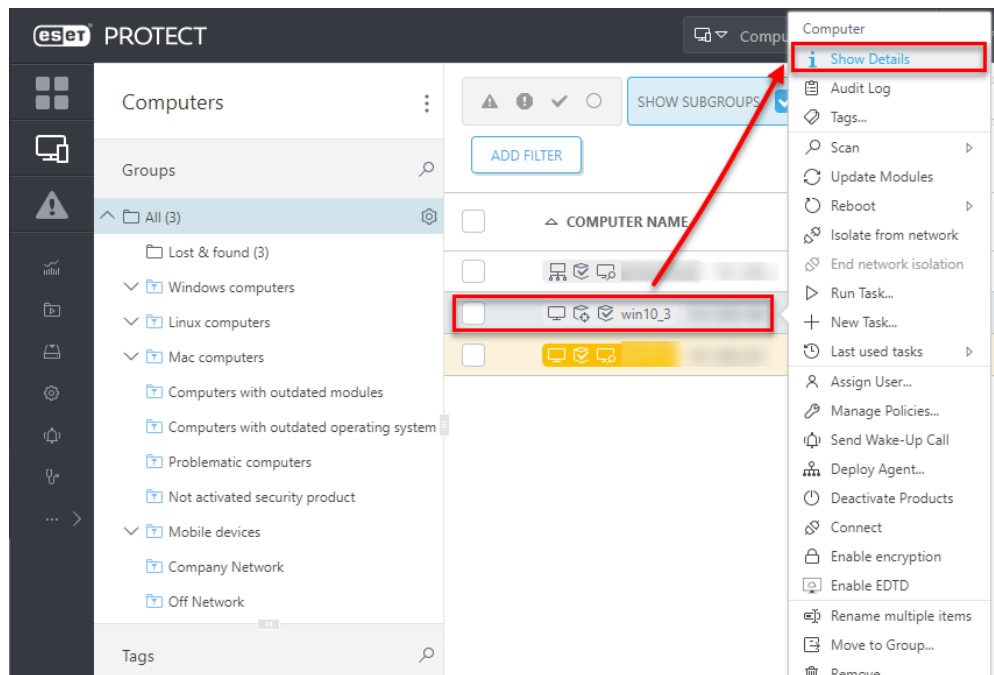 eset PROTECT
Compu
Computers
SHOW SUBGROUPS
ADD FILTER
Groups
All (3)
Lost & found (3)
Windows computers
Linux computers
Mac computers
Computers with outdated modules
Computers with outdated operating system
Problematic computers
Not activated security product
Mobile devices
Company Network
Off Network
Tags
COMPUTER NAME
win10_3
Computer
Show Details
Audit Log
Tags...
Scan
Update Modules
Reboot
Isolate from network
End network isolation
Run Task...
New Task...
Last used tasks
Assign User...
Manage Policies...
Send Wake-Up Call
Deploy Agent...
Deactivate Products
Connect
Enable encryption
Enable EDTD
Rename multiple items
Move to Group...
Remove